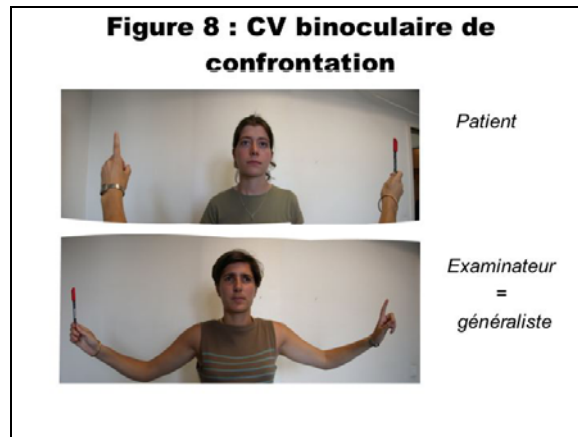 Figure 8 : CV binoculaire de
confrontation
Patient
Examinateur
=
généraliste